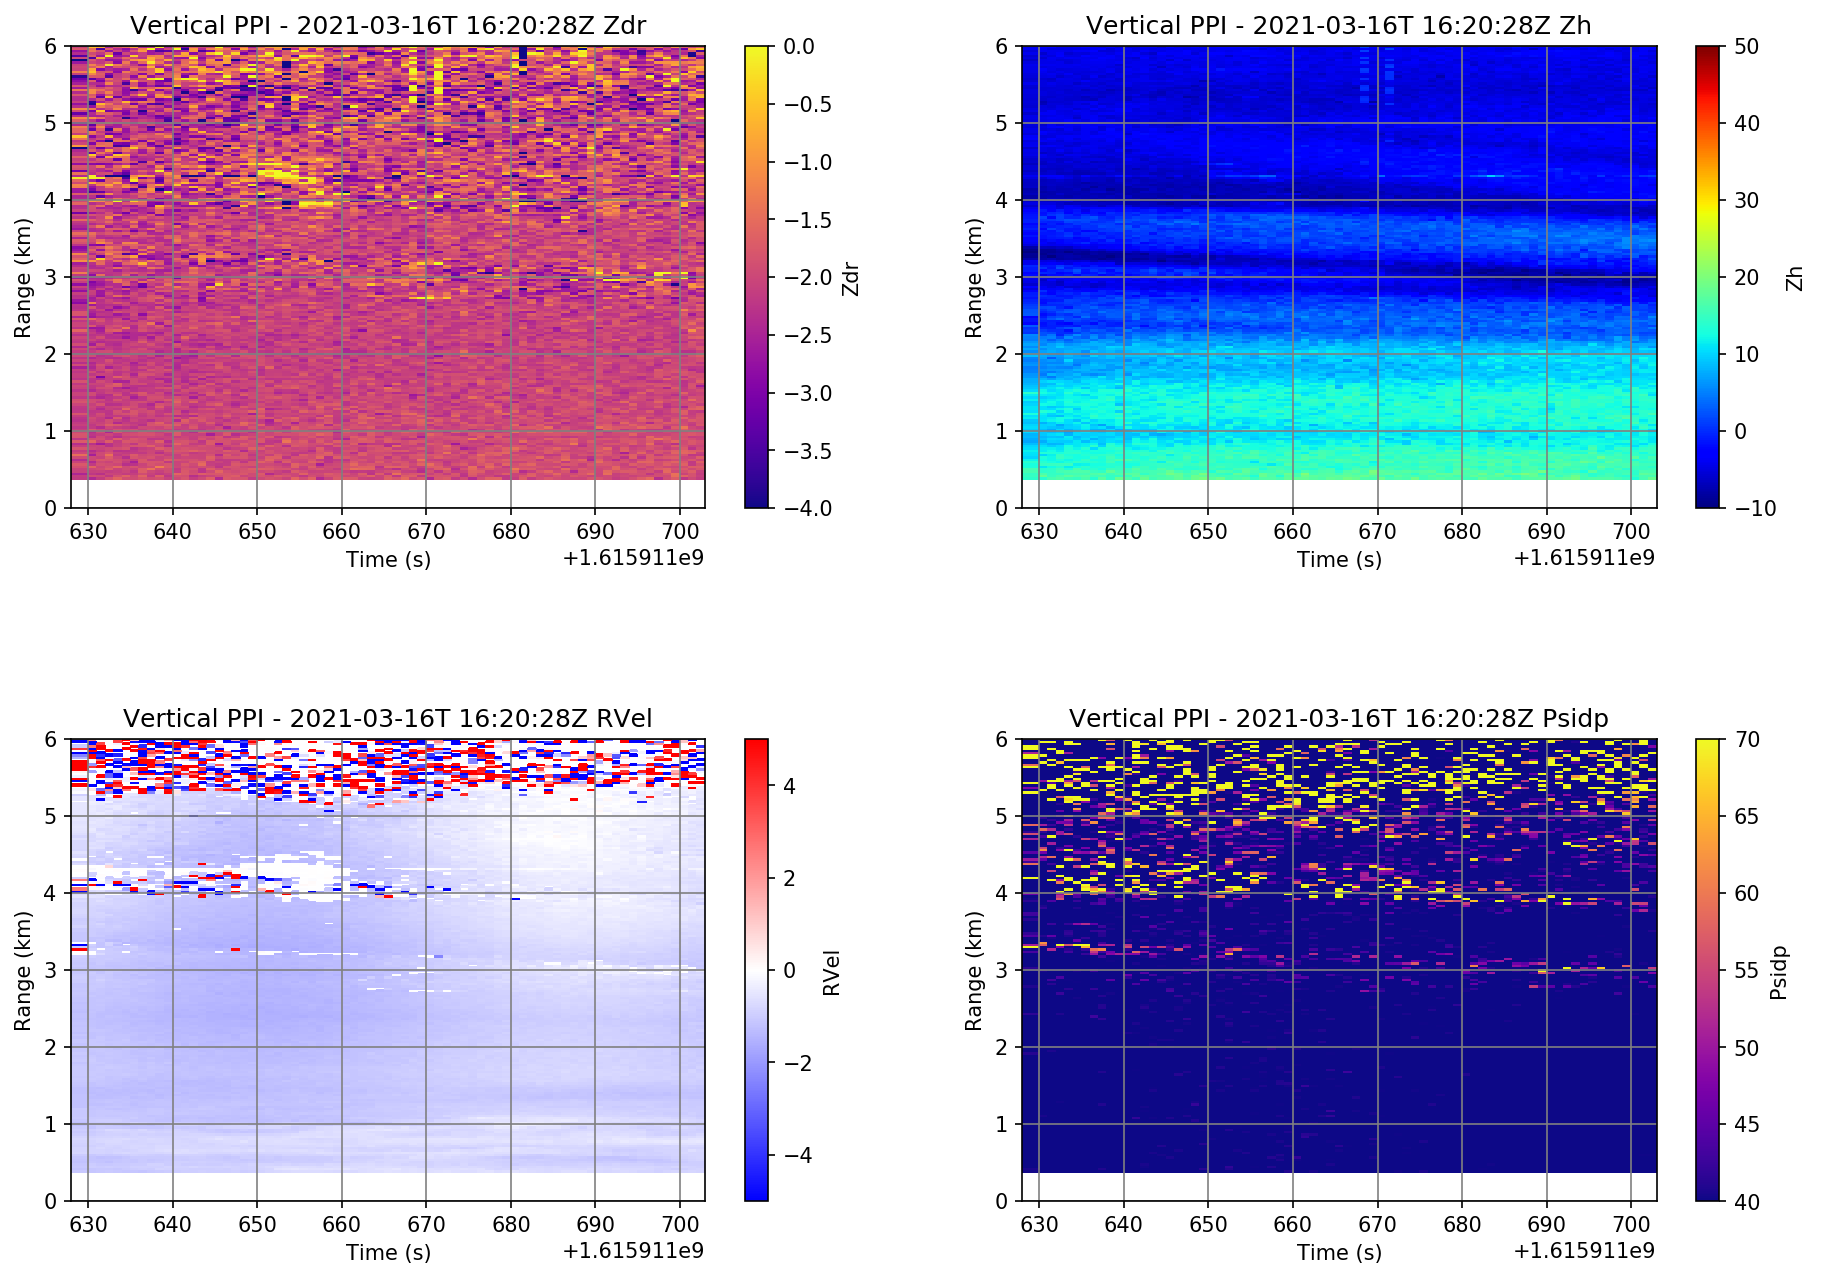 Vertical PPI - 2021-03-16T 16:20:28Z Zdr
6
5
4
3
2
1
0
Range (km)
630 640 650 660 670 680 690 700
Time (s)
+1.615911e9
0.0
−0.5
−1.0
−1.5
−2.0
−2.5
−3.0
−3.5
−4.0
Zdr
Vertical PPI - 2021-03-16T 16:20:28Z Zh
6
5
4
3
2
1
0
Range (km)
630 640 650 660 670 680 690 700
Time (s)
+1.615911e9
50
40
30
20
10
0
−10
Zh
Vertical PPI - 2021-03-16T 16:20:28Z RVel
6
5
4
3
2
1
0
Range (km)
630 640 650 660 670 680 690 700
Time (s)
+1.615911e9
4
2
0
−2
−4
RVel
Vertical PPI - 2021-03-16T 16:20:28Z Psidp
6
5
4
3
2
1
0
Range (km)
630 640 650 660 670 680 690 700
Time (s)
+1.615911e9
70
65
60
55
50
45
40
Psidp